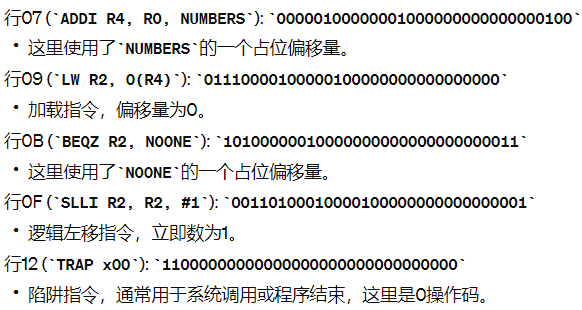 行07 (`ADDI R4, R0, NUMBERS`): `00000100000001000000000000000100`
• 这里使用了`NUMBERS`的一个占位偏移量。
行09 (`LW R2, 0(R4)`): `01110000100000100000000000000000`
• 加载指令，偏移量为0。
行0B (`BEQZ R2, NOONE`): `10100000010000000000000000000011`
• 这里使用了`NOONE`的一个占位偏移量。
行0F (`SLLI R2, R2, #1`): `00110100010000100000000000000001`
• 逻辑左移指令，立即数为1。
行12 (`TRAP x00`): `11000000000000000000000000000000`
• 陷阱指令，通常用于系统调用或程序结束，这里是0操作码。